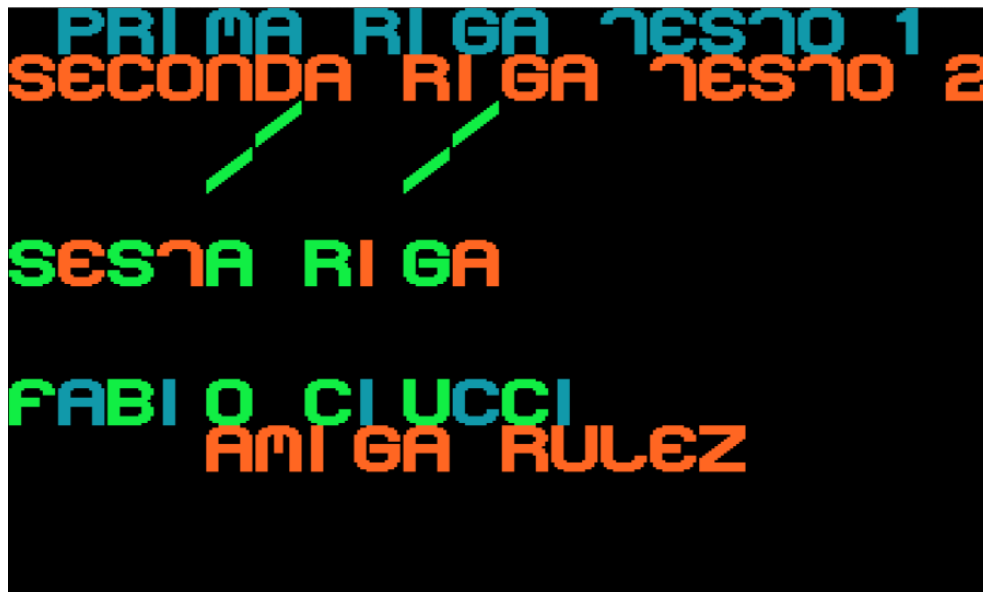 PRIMA RIGA TESTO 1
SECONDA RIGA TESTO 2
/ /
/ /
SESTA RIGA
FABIO CIUCCI
AMIGA RULEZ